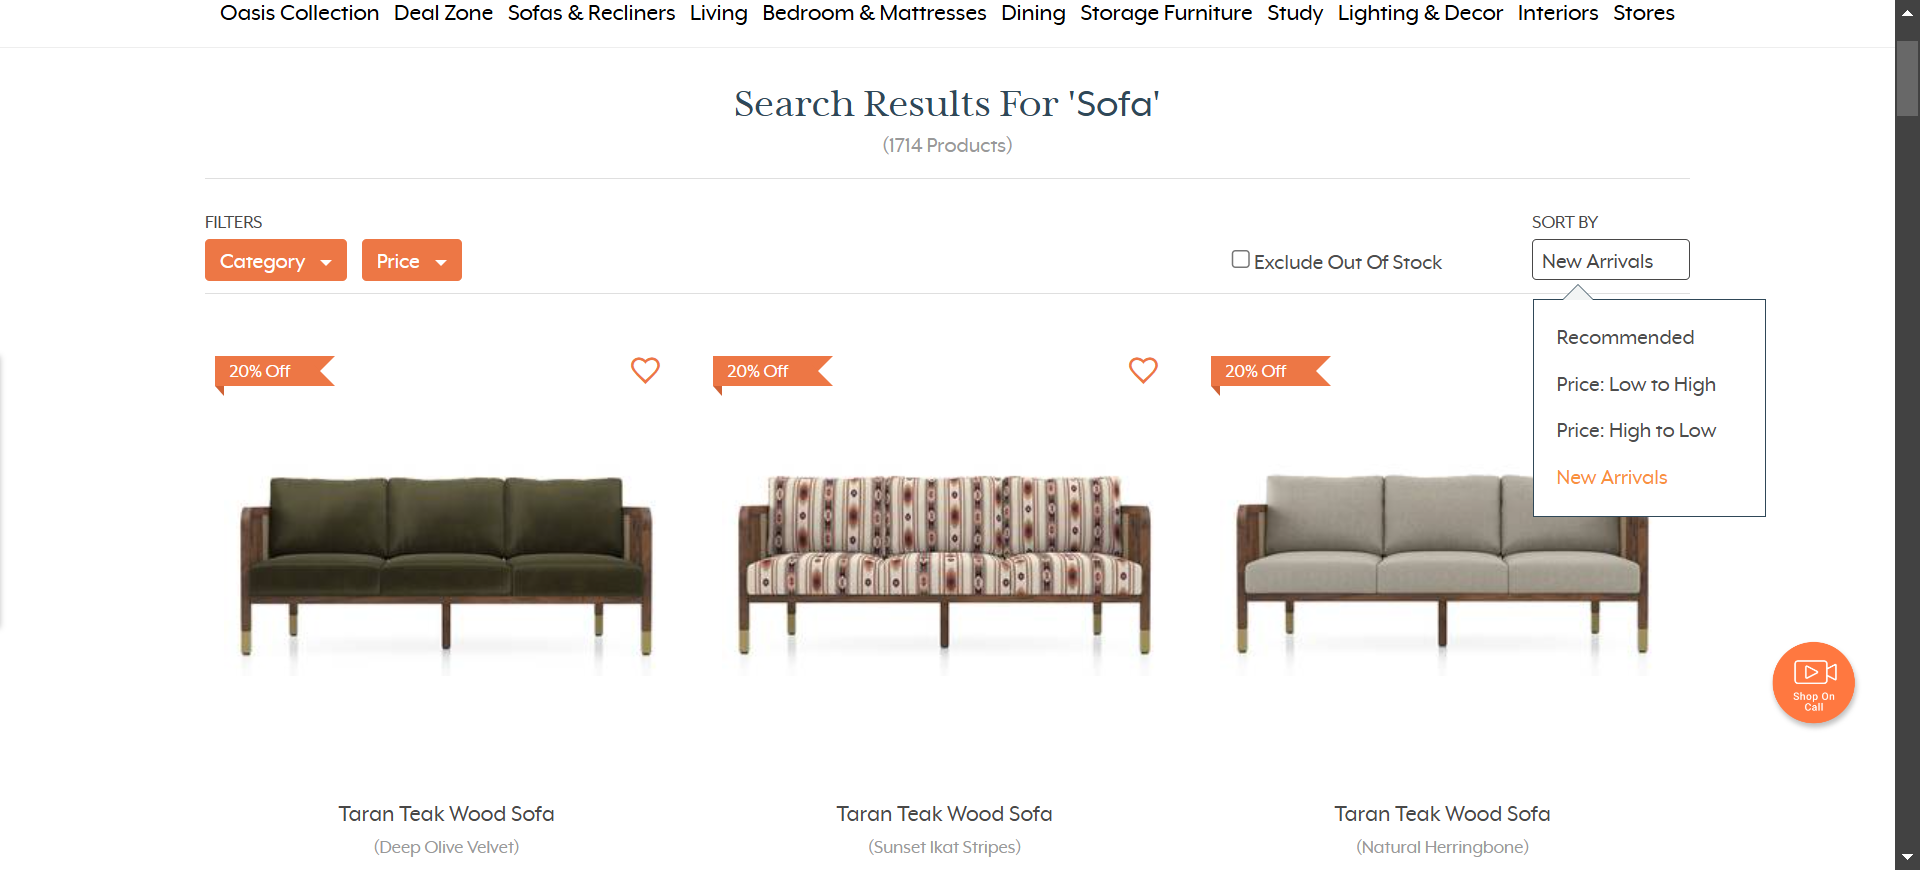 Oasis Collection Deal Zone Sofas & Recliners Living Bedroom & Mattresses Dining Storage Furniture Study Lighting & Decor Interiors Stores
Search Results For 'Sofa'
(1714 Products)
FILTERS
SORT BY
Category Price
Exclude Out Of Stock
New Arrivals
Recommended
Price: Low to High
Price: High to Low
New Arrivals
20% Off
20% Off
20% Off
Shop On
Call
Taran Teak Wood Sofa
(Deep Olive Velvet)
Taran Teak Wood Sofa
(Sunset Ikat Stripes)
Taran Teak Wood Sofa
(Natural Herringbone)